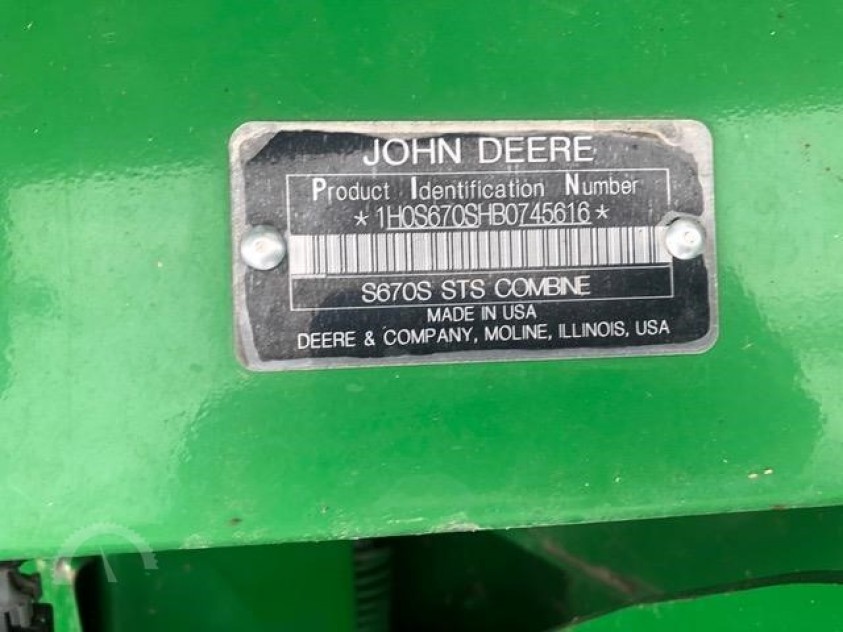 JOHN DEERE
Product Identification Number
*1H0S670SHB0745616*
S670S STS COMBINE
MADE IN USA
DEERE & COMPANY, MOLINE, ILLINOIS, USA